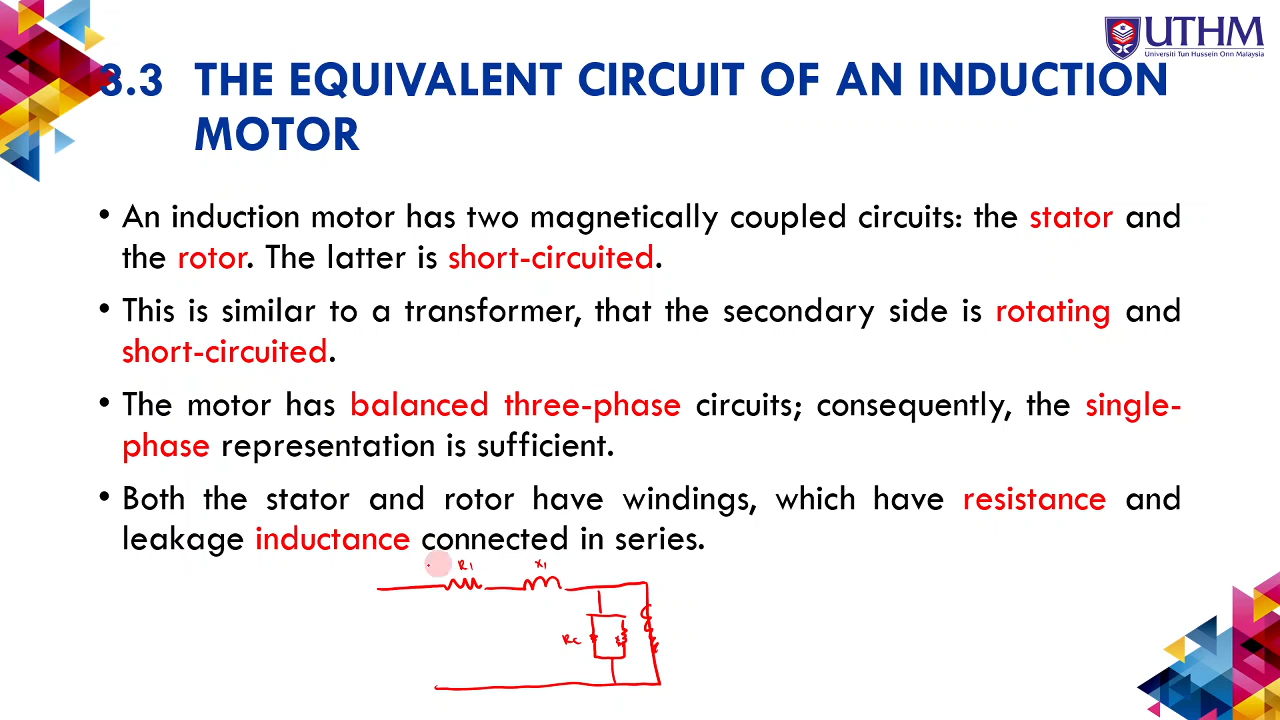 UTHM
Universiti Tun Hussein Onn Malaysia
3.3 THE EQUIVALENT CIRCUIT OF AN INDUCTION
MOTOR
• An induction motor has two magnetically coupled circuits: the stator and
the rotor. The latter is short-circuited.
• This is similar to a transformer, that the secondary side is rotating and
short-circuited.
• The motor has balanced three-phase circuits; consequently, the single-
phase representation is sufficient.
• Both the stator and rotor have windings, which have resistance and
leakage inductance connected in series.
R1 X1
Rc